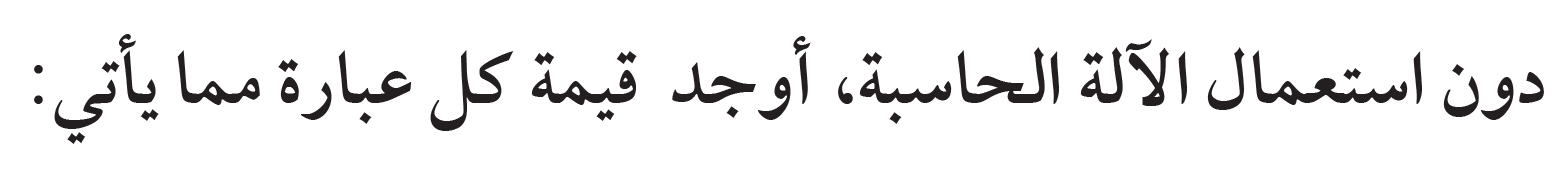 دون استعمال الآلة الحاسبة، أوجد قيمة كل عبارة مما يأتي: